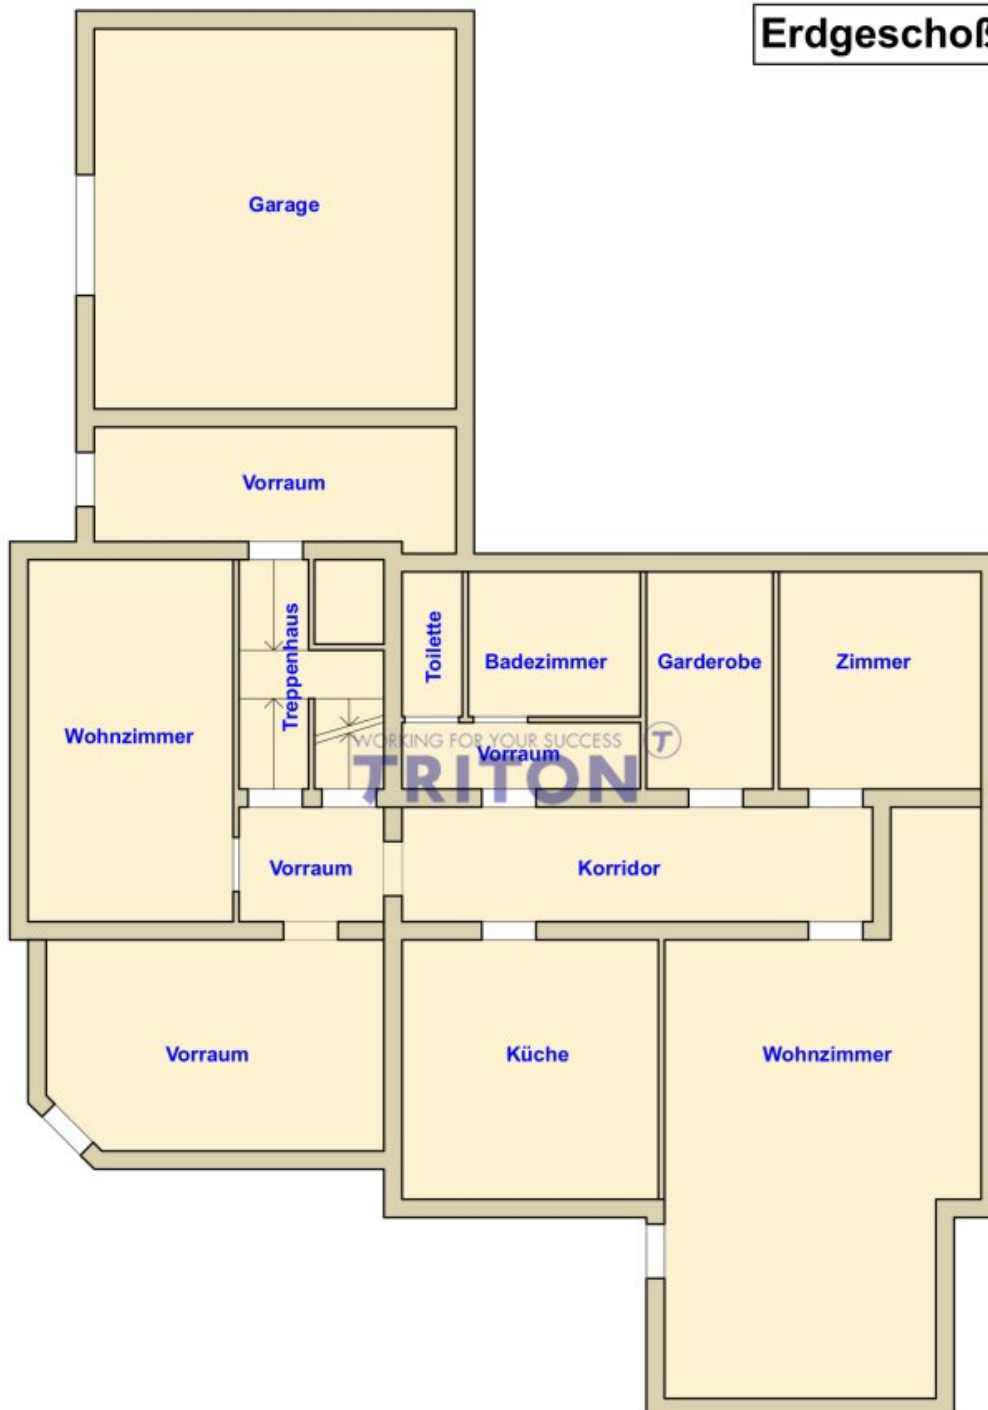 Erdgeschoß
Garage
Vorraum
Treppenhaus
Toilette
Badezimmer
Garderobe
Zimmer
Wohnzimmer
WORKING FOR YOUR SUCCESS
T
Vorraum
TRITON
Vorraum
Korridor
Vorraum
Küche
Wohnzimmer